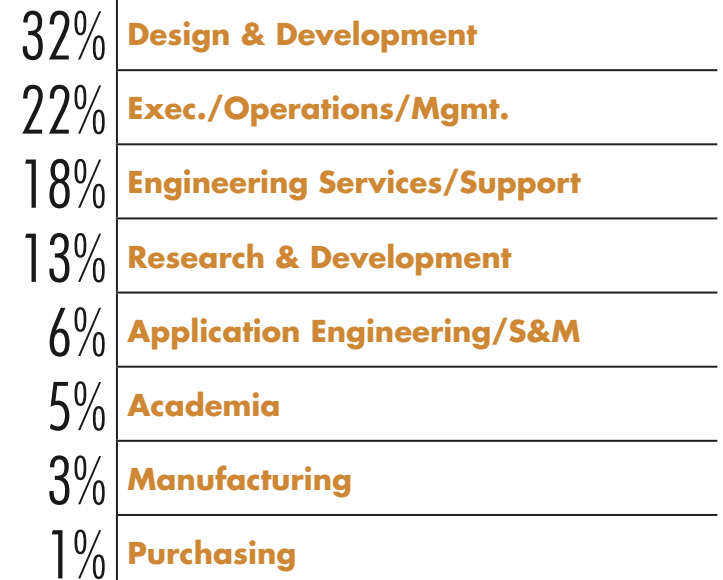 32% Design & Development
22% Exec./Operations/Mgmt.
18% Engineering Services/Support
13% Research & Development
6% Application Engineering/S&M
5% Academia
3% Manufacturing
1% Purchasing